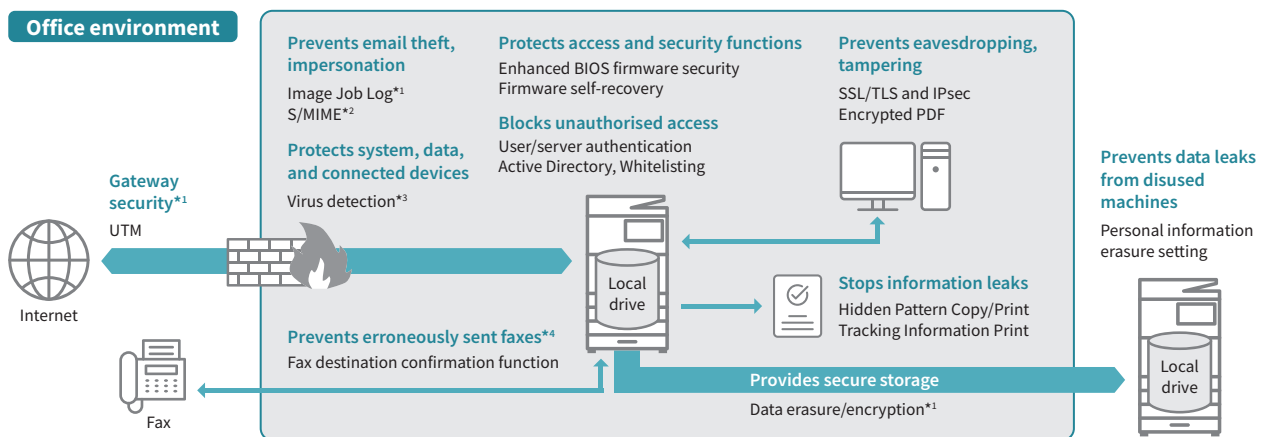 Office environment
Prevents email theft,
impersonation
Image Job Log*1
S/MIME*2
Protects system, data,
and connected devices
Virus detection*3
Protects access and security functions
Enhanced BIOS firmware security
Firmware self-recovery
Blocks unauthorised access
User/server authentication
Active Directory, Whitelisting
Prevents eavesdropping,
tampering
SSL/TLS and IPsec
Encrypted PDF
Gateway
security*1
UTM
Internet
Local
drive
Stops information leaks
Hidden Pattern Copy/Print
Tracking Information Print
Prevents data leaks
from disused
machines
Personal information
erasure setting
Prevents erroneously sent faxes*4
Fax destination confirmation function
Fax
Provides secure storage
Data erasure/encryption*1
Local
drive